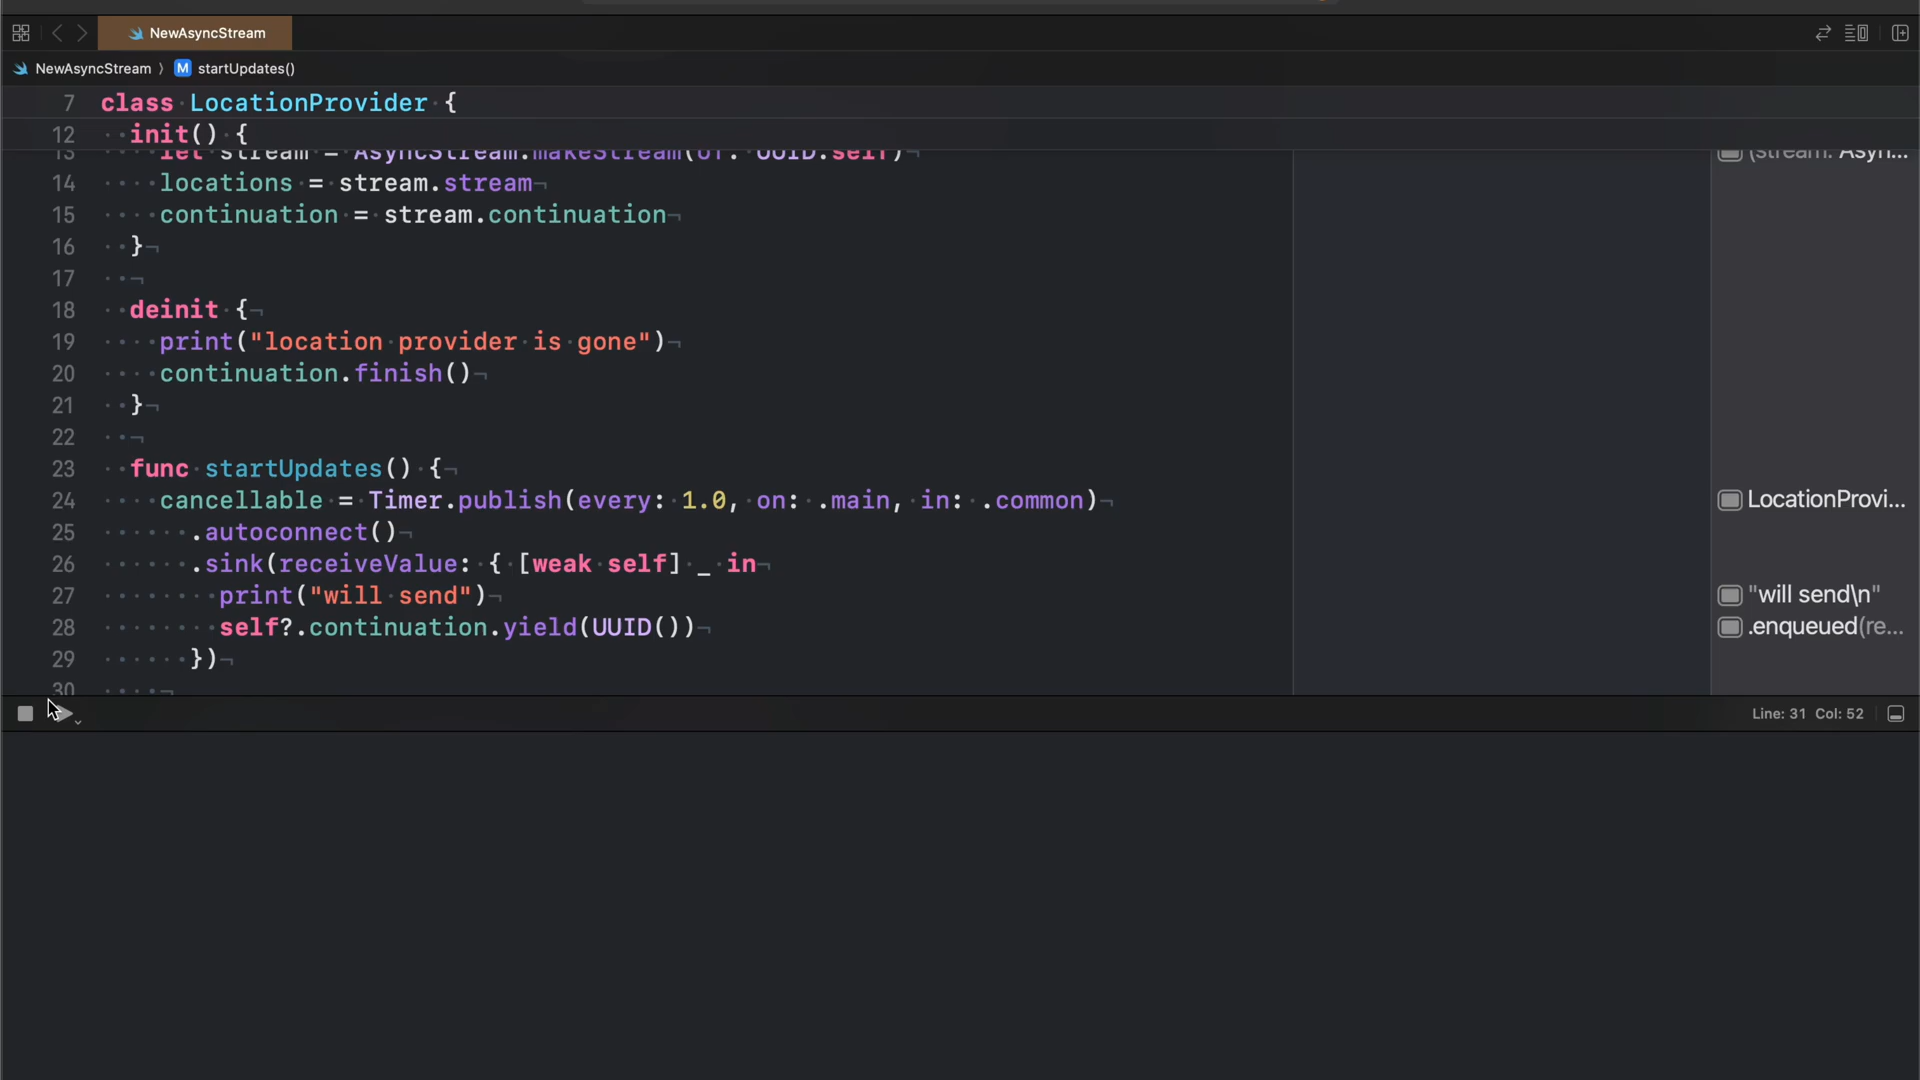 NewAsyncStream
NewAsyncStream 〉 M startUpdates()
7 class LocationProvider {
12 init() {
13 let stream = AsyncStream.makeStream(of: UUID.self)
(stream: Asyn...
14 locations = stream.stream
15 continuation = stream.continuation
16 }
17
18 deinit {
19 print("location provider is gone")
20 continuation.finish()
21 }
22
23 func startUpdates() {
24 cancellable = Timer.publish(every: 1.0, on: .main, in: .common)
LocationProvi...
25 .autoconnect()
26 .sink(receiveValue: { [weak self] _ in
27 print("will send")
"will send\n"
28 self?.continuation.yield(UUID())
.enqueued(re...
29 })
30
Line: 31 Col: 52